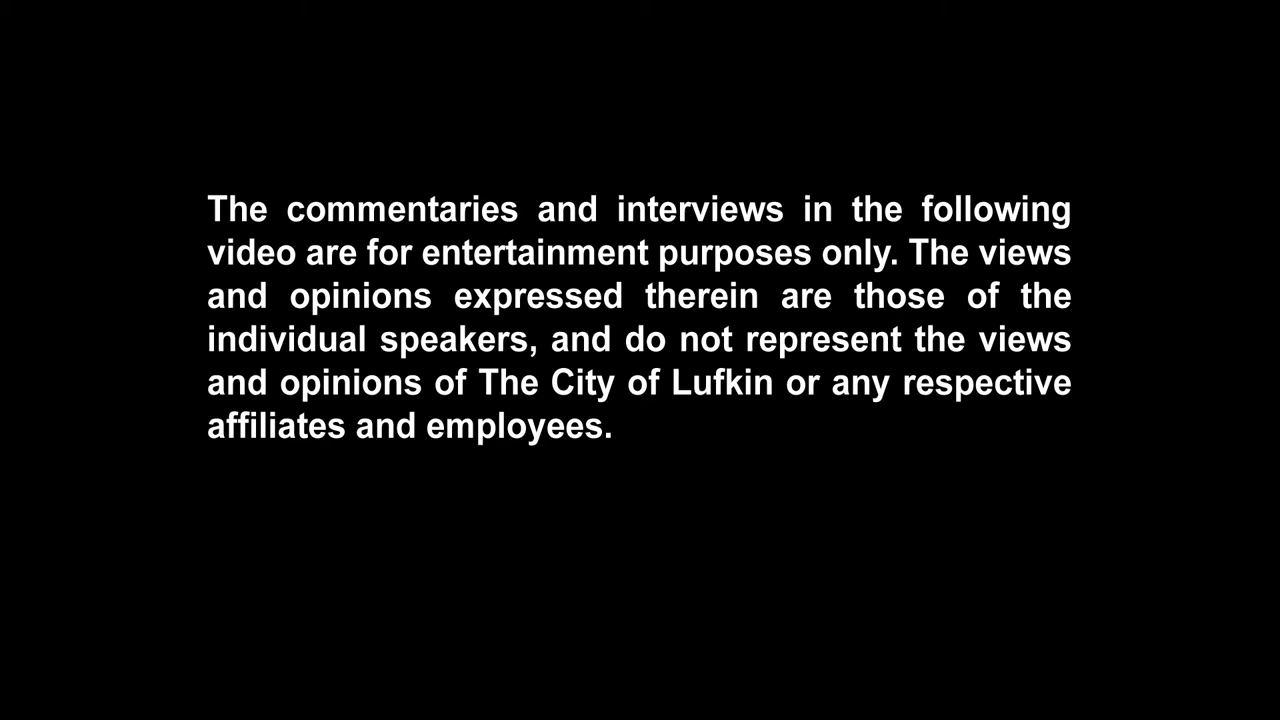 The commentaries and interviews in the following
video are for entertainment purposes only. The views
and opinions expressed therein are those of the
individual speakers, and do not represent the views
and opinions of The City of Lufkin or any respective
affiliates and employees.